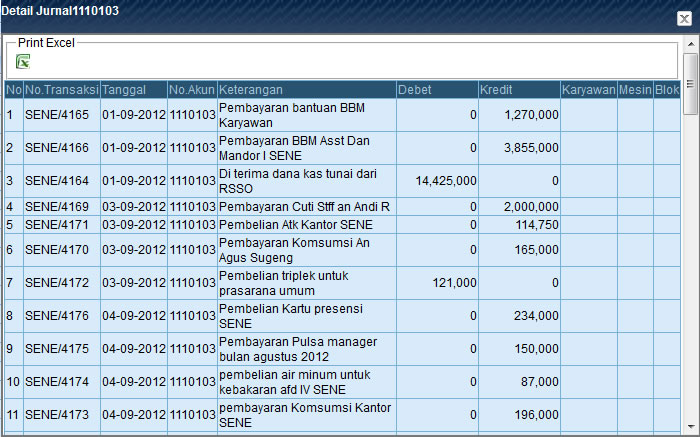 Detail Jurnal1110103
Print Excel
No No.Transaksi Tanggal No.Akun Keterangan Debet Kredit Karyawan Mesin Blok
1 SENE/4165 01-09-2012 1110103 Pembayaran bantuan BBM 0 1,270,000
Karyawan
2 SENE/4166 01-09-2012 1110103 Pembayaran BBM Asst Dan 0 3,855,000
Mandor I SENE
3 SENE/4164 01-09-2012 1110103 Di terima dana kas tunai dari 14,425,000 0
RSSO
4 SENE/4169 03-09-2012 1110103 Pembayaran Cuti Stff an Andi R 0 2,000,000
5 SENE/4171 03-09-2012 1110103 Pembelian Atk Kantor SENE 0 114,750
6 SENE/4170 03-09-2012 1110103 Pembayaran Komsumsi An 0 165,000
Agus Sugeng
7 SENE/4172 03-09-2012 1110103 Pembelian triplek untuk 121,000 0
prasarana umum
8 SENE/4176 04-09-2012 1110103 Pembelian Kartu presensi 0 234,000
SENE
9 SENE/4175 04-09-2012 1110103 Pembayaran Pulsa manager 0 150,000
bulan agustus 2012
10 SENE/4174 04-09-2012 1110103 pembelian air minum untuk 0 87,000
kebakaran afd IV SENE
11 SENE/4173 04-09-2012 1110103 pembayaran Komsumsi Kantor 0 196,000
SENE